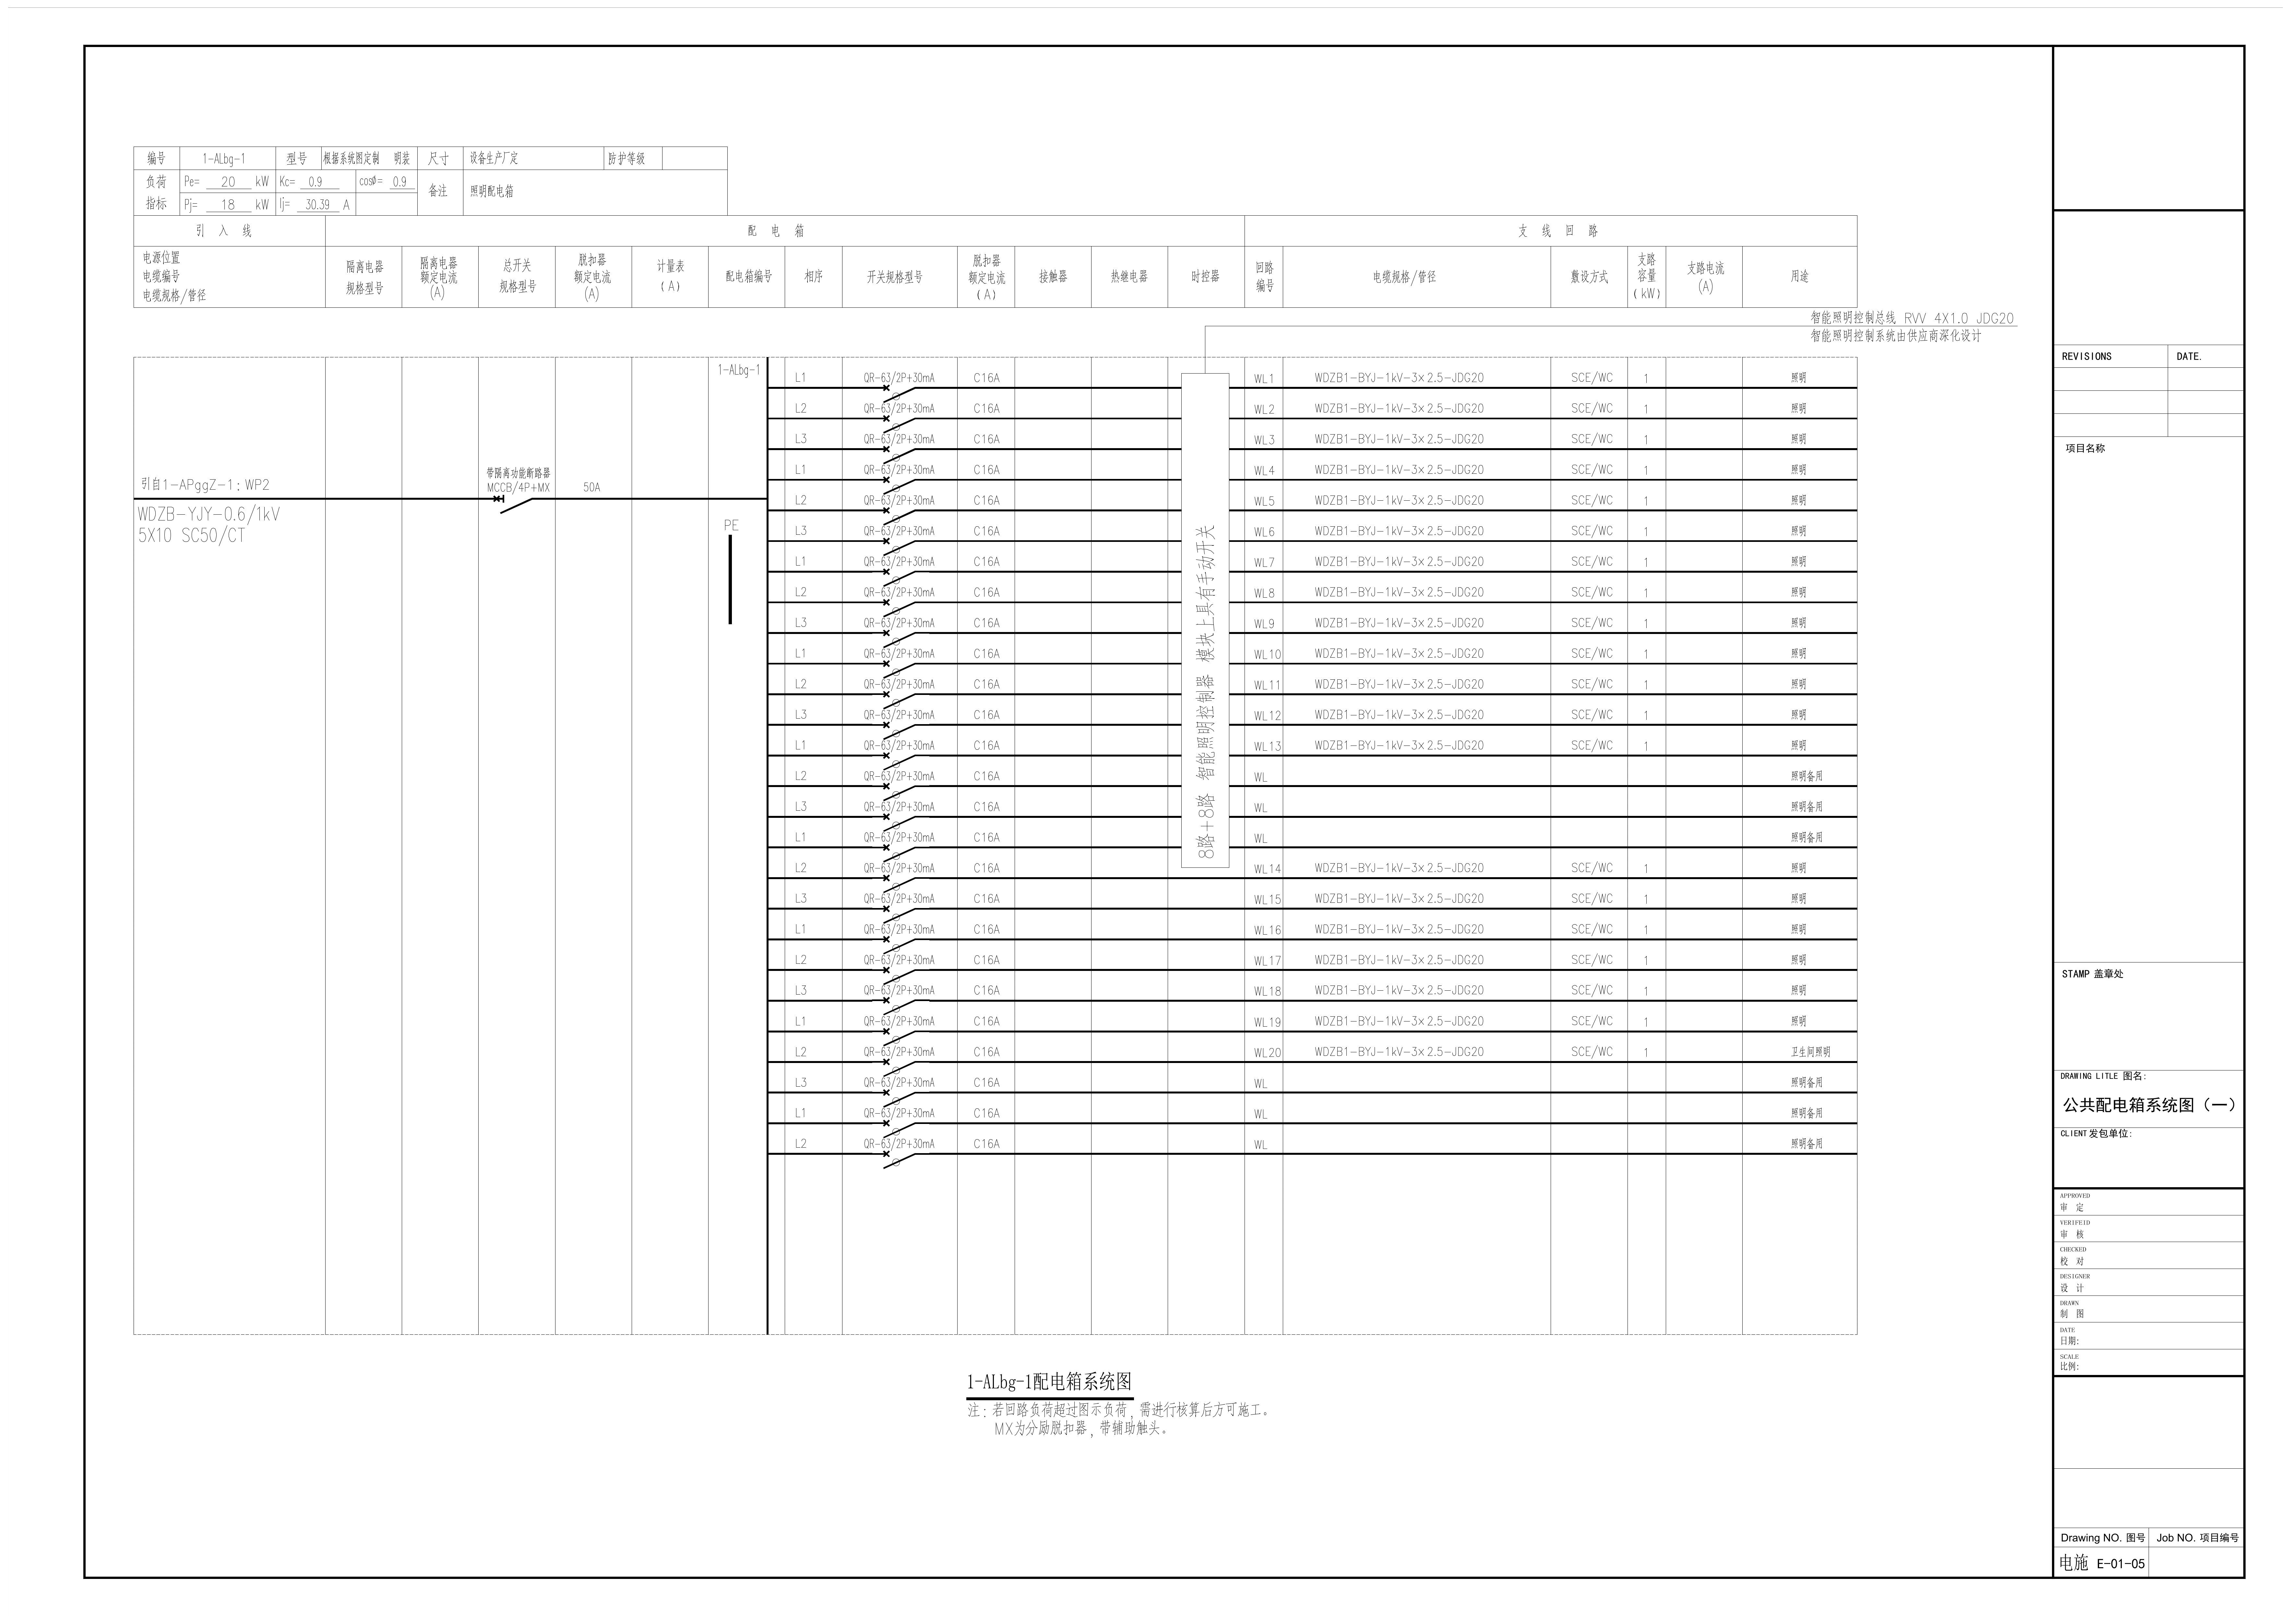 编号 1-ALbg-1 型号 根据系统图定制 明装 尺寸 设备生产厂定 防护等级
负荷 Pe= 20 kW Kc= 0.9 cosØ= 0.9 备注 照明配电箱
指标 Pj= 18 kW Ij= 30.39 A
引 入 线 配 电 箱 支 线 回 路
电源位置
电缆编号
电缆规格/管径
隔离电器
规格型号
隔离电器
额定电流
(A)
总开关
规格型号
脱扣器
额定电流
(A)
计量表
(A)
配电箱编号
相序
开关规格型号
脱扣器
额定电流
(A)
接触器
热继电器
时控器
回路
编号
电缆规格/管径
敷设方式
支路
容量
(kW)
支路电流
(A)
用途
智能照明控制总线 RVV 4X1.0 JDG20
智能照明控制系统由供应商深化设计
引自1-APggZ-1:WP2
WDZB-YJY-0.6/1kV
5X10 SC50/CT
带隔离功能断路器
MCCB/4P+MX 50A
1-ALbg-1
PE
8路+8路 智能照明控制器 模块上具有手动开关
L1 QR-63/2P+30mA C16A WL1 WDZB1-BYJ-1kV-3×2.5-JDG20 SCE/WC 1 照明
L2 QR-63/2P+30mA C16A WL2 WDZB1-BYJ-1kV-3×2.5-JDG20 SCE/WC 1 照明
L3 QR-63/2P+30mA C16A WL3 WDZB1-BYJ-1kV-3×2.5-JDG20 SCE/WC 1 照明
L1 QR-63/2P+30mA C16A WL4 WDZB1-BYJ-1kV-3×2.5-JDG20 SCE/WC 1 照明
L2 QR-63/2P+30mA C16A WL5 WDZB1-BYJ-1kV-3×2.5-JDG20 SCE/WC 1 照明
L3 QR-63/2P+30mA C16A WL6 WDZB1-BYJ-1kV-3×2.5-JDG20 SCE/WC 1 照明
L1 QR-63/2P+30mA C16A WL7 WDZB1-BYJ-1kV-3×2.5-JDG20 SCE/WC 1 照明
L2 QR-63/2P+30mA C16A WL8 WDZB1-BYJ-1kV-3×2.5-JDG20 SCE/WC 1 照明
L3 QR-63/2P+30mA C16A WL9 WDZB1-BYJ-1kV-3×2.5-JDG20 SCE/WC 1 照明
L1 QR-63/2P+30mA C16A WL10 WDZB1-BYJ-1kV-3×2.5-JDG20 SCE/WC 1 照明
L2 QR-63/2P+30mA C16A WL11 WDZB1-BYJ-1kV-3×2.5-JDG20 SCE/WC 1 照明
L3 QR-63/2P+30mA C16A WL12 WDZB1-BYJ-1kV-3×2.5-JDG20 SCE/WC 1 照明
L1 QR-63/2P+30mA C16A WL13 WDZB1-BYJ-1kV-3×2.5-JDG20 SCE/WC 1 照明
L2 QR-63/2P+30mA C16A WL 照明备用
L3 QR-63/2P+30mA C16A WL 照明备用
L1 QR-63/2P+30mA C16A WL 照明备用
L2 QR-63/2P+30mA C16A WL14 WDZB1-BYJ-1kV-3×2.5-JDG20 SCE/WC 1 照明
L3 QR-63/2P+30mA C16A WL15 WDZB1-BYJ-1kV-3×2.5-JDG20 SCE/WC 1 照明
L1 QR-63/2P+30mA C16A WL16 WDZB1-BYJ-1kV-3×2.5-JDG20 SCE/WC 1 照明
L2 QR-63/2P+30mA C16A WL17 WDZB1-BYJ-1kV-3×2.5-JDG20 SCE/WC 1 照明
L3 QR-63/2P+30mA C16A WL18 WDZB1-BYJ-1kV-3×2.5-JDG20 SCE/WC 1 照明
L1 QR-63/2P+30mA C16A WL19 WDZB1-BYJ-1kV-3×2.5-JDG20 SCE/WC 1 照明
L2 QR-63/2P+30mA C16A WL20 WDZB1-BYJ-1kV-3×2.5-JDG20 SCE/WC 1 卫生间照明
L3 QR-63/2P+30mA C16A WL 照明备用
L1 QR-63/2P+30mA C16A WL 照明备用
L2 QR-63/2P+30mA C16A WL 照明备用
1-ALbg-1配电箱系统图
注:若回路负荷超过图示负荷,需进行核算后方可施工。
MX为分励脱扣器,带辅助触头。
REVISIONS DATE.
项目名称
STAMP 盖章处
DRAWING LITLE 图名:
公共配电箱系统图(一)
CLIENT发包单位:
APPROVED
审 定
VERIFEID
审 核
CHECKED
校 对
DESIGNER
设 计
DRAWN
制 图
DATE
日期:
SCALE
比例:
Drawing NO. 图号 Job NO. 项目编号
电施 E-01-05